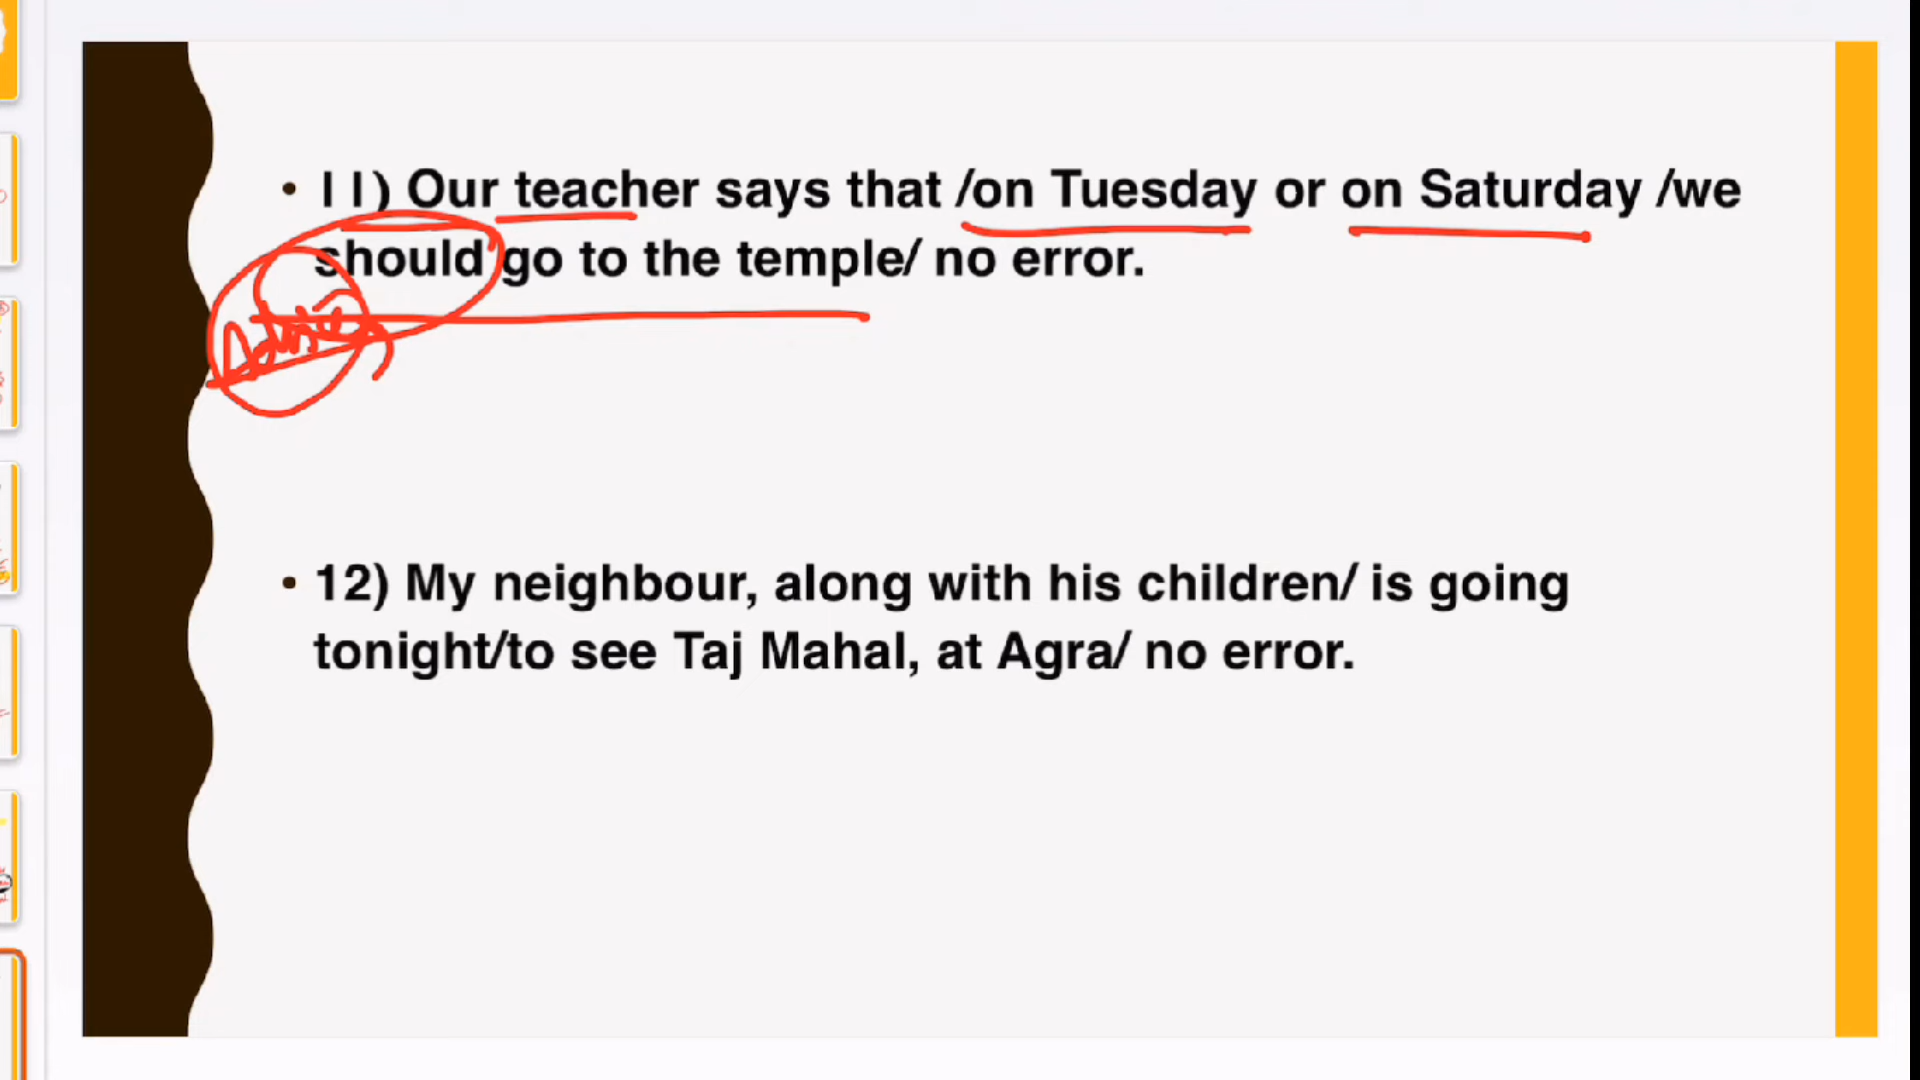 • 11) Our teacher says that /on Tuesday or on Saturday /we
should go to the temple/ no error.
• 12) My neighbour, along with his children/ is going
tonight/to see Taj Mahal, at Agra/ no error.